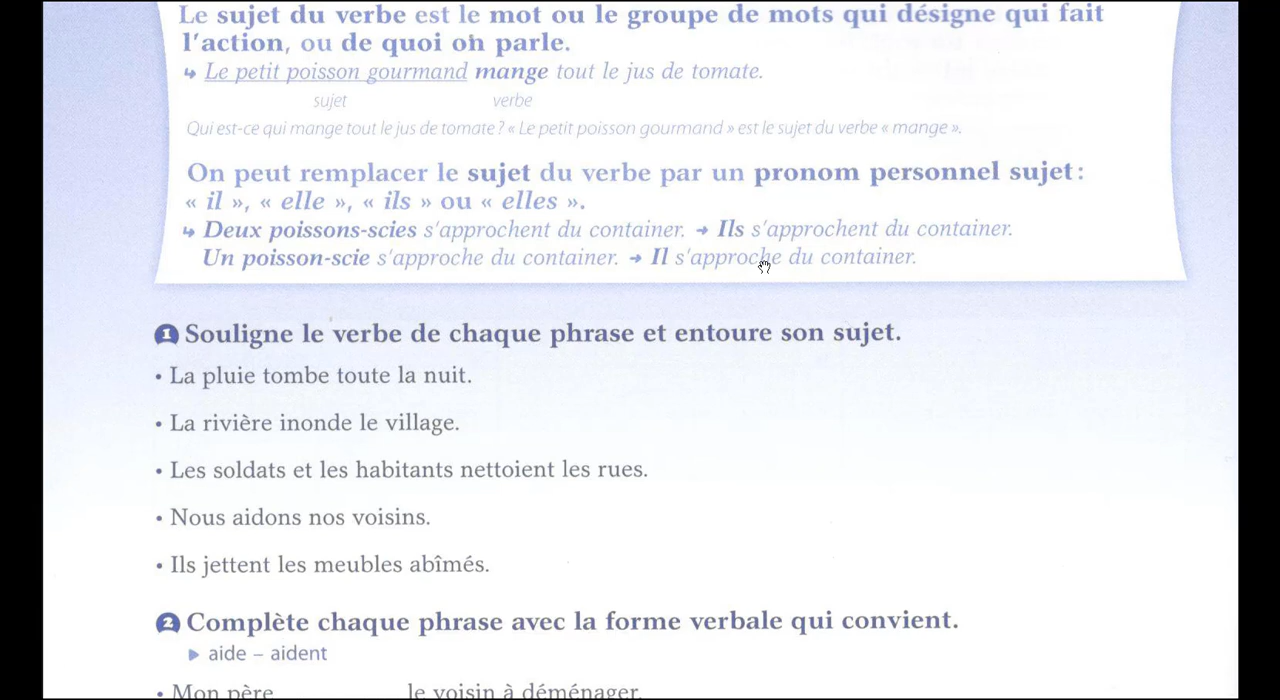 Le sujet du verbe est le mot ou le groupe de mots qui désigne qui fait
l'action, ou de quoi on parle.
↳ Le petit poisson gourmand mange tout le jus de tomate.
sujet verbe
Qui est-ce qui mange tout le jus de tomate ? « Le petit poisson gourmand » est le sujet du verbe « mange ».
On peut remplacer le sujet du verbe par un pronom personnel sujet :
« il », « elle », « ils » ou « elles ».
↳ Deux poissons-scies s'approchent du container. → Ils s'approchent du container.
Un poisson-scie s'approche du container. → Il s'approche du container.
1 Souligne le verbe de chaque phrase et entoure son sujet.
• La pluie tombe toute la nuit.
• La rivière inonde le village.
• Les soldats et les habitants nettoient les rues.
• Nous aidons nos voisins.
• Ils jettent les meubles abîmés.
2 Complète chaque phrase avec la forme verbale qui convient.
▶ aide – aident
• Mon père ________ le voisin à déménager.